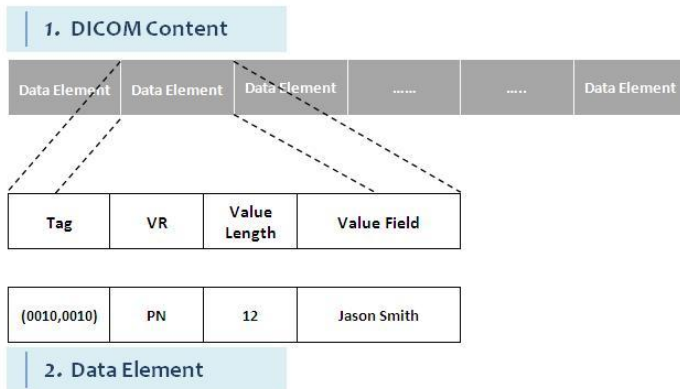 1. DICOM Content
Data Element Data Element Data Element ...... ..... Data Element
Tag VR Value Length Value Field
(0010,0010) PN 12 Jason Smith
2. Data Element